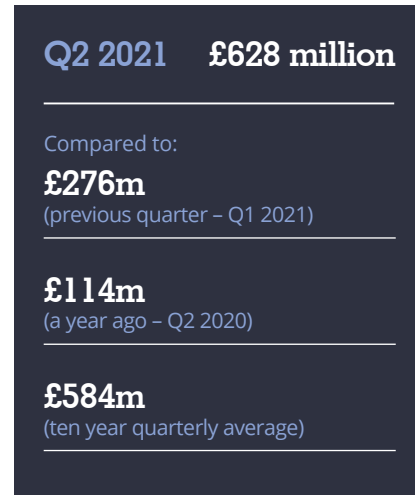 Q2 2021 £628 million
Compared to:
£276m
(previous quarter – Q1 2021)
£114m
(a year ago – Q2 2020)
£584m
(ten year quarterly average)